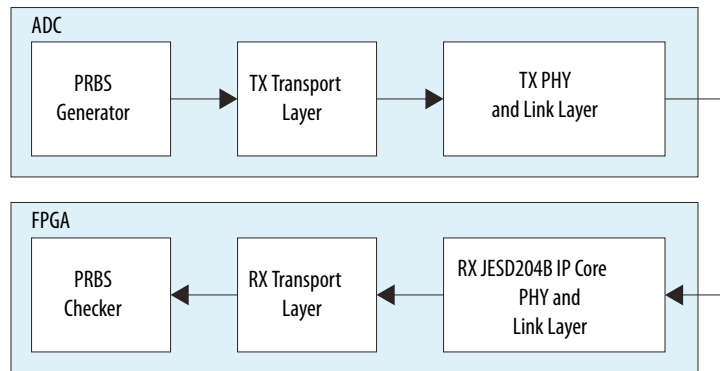 ADC
PRBS
Generator
TX Transport
Layer
TX PHY
and Link Layer
FPGA
PRBS
Checker
RX Transport
Layer
RX JESD204B IP Core
PHY and
Link Layer